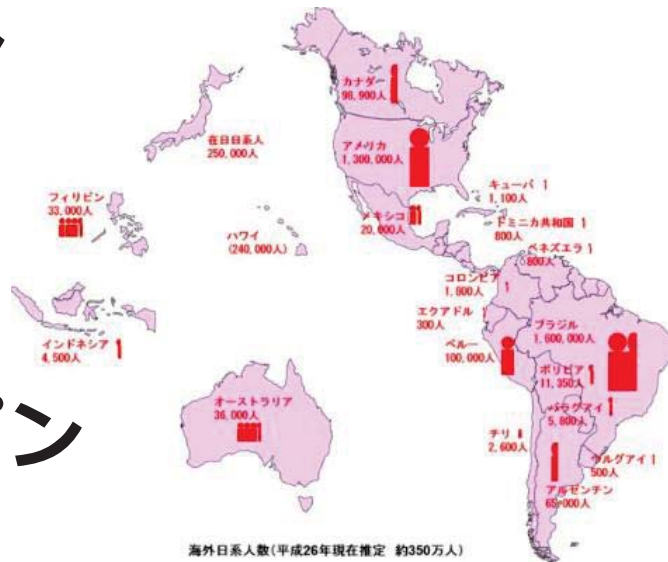 カナダ
98,900人
在日日系人
250,000人
アメリカ
1,300,000人
フィリピン
33,000人
キューバ
1,100人
メキシコ
20,000人
ドミニカ共和国
800人
ハワイ
(240,000人)
ベネズエラ
800人
コロンビア
エクアドル
300人
ブラジル
1,600,000人
インドネシア
4,500人
ペルー
100,000人
ボリビア
11,350人
オーストラリア
36,000人
パラグアイ
5,800人
チリ
2,600人
ウルグアイ
500人
アルゼンチン
65,000人
ン
海外日系人数(平成26年現在推定 約350万人)